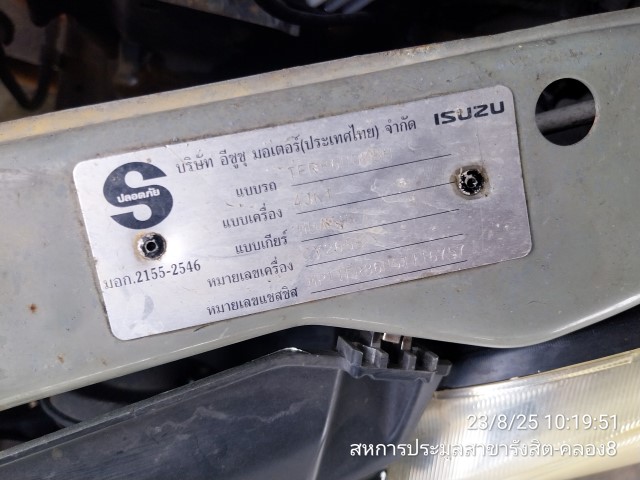 บริษัท อีซูซุ มอเตอร์(ประเทศไทย) จำกัด ISUZU
S
ปลอดภัย
แบบรถ
แบบเครื่อง
แบบเกียร์
หมายเลขเครื่อง
หมายเลขแชสซิส
มอก.2155-2546
23/8/25 10:19:51
สหการประมูลสาขารังสิต-คลอง8